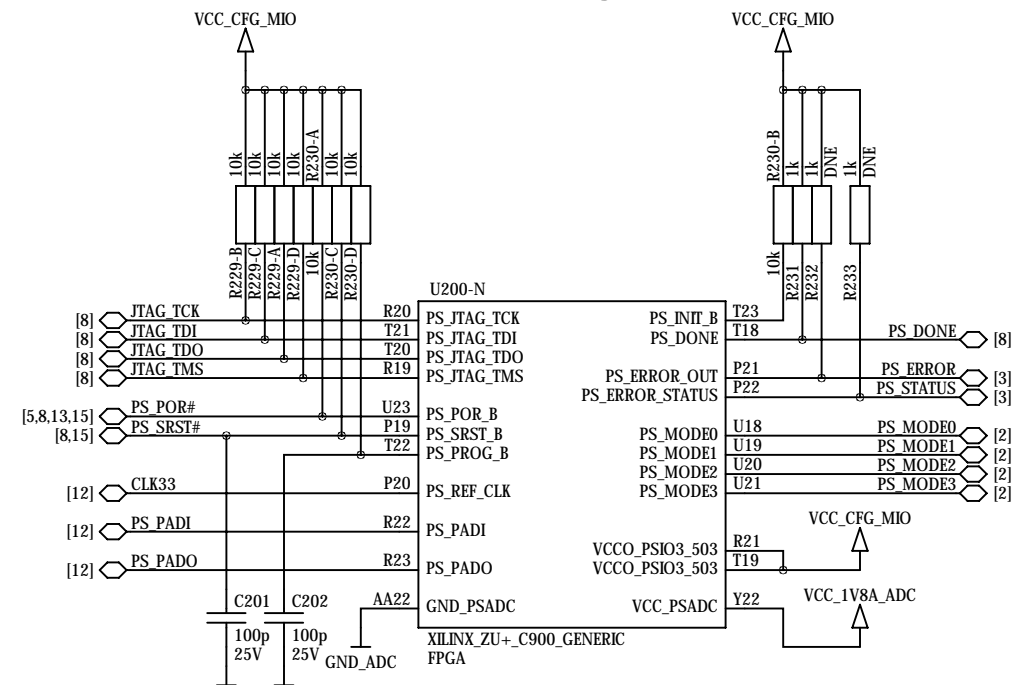 VCC_CFG_MIO
VCC_CFG_MIO
10k
10k
10k
10k
R230-A
10k
10k
R230-B
1k
1k
DNE
1k
DNE
R229-B
R229-C
R229-A
R229-D
10k
R230-C
R230-D
10k
R231
R232
R233
U200-N
[8] JTAG_TCK R20 PS_JTAG_TCK PS_INIT_B T23
[8] JTAG_TDI T21 PS_JTAG_TDI PS_DONE T18 PS_DONE [8]
[8] JTAG_TDO T20 PS_JTAG_TDO
[8] JTAG_TMS R19 PS_JTAG_TMS PS_ERROR_OUT P21 PS_ERROR [3]
PS_ERROR_STATUS P22 PS_STATUS [3]
[5,8,13,15] PS_POR# U23 PS_POR_B
[8,15] PS_SRST# P19 PS_SRST_B PS_MODE0 U18 PS_MODE0 [2]
T22 PS_PROG_B PS_MODE1 U19 PS_MODE1 [2]
PS_MODE2 U20 PS_MODE2 [2]
[12] CLK33 P20 PS_REF_CLK PS_MODE3 U21 PS_MODE3 [2]
[12] PS_PADI R22 PS_PADI
VCC_CFG_MIO
VCCO_PSIO3_503 R21
[12] PS_PADO R23 PS_PADO VCCO_PSIO3_503 T19
C201 C202 AA22 GND_PSADC VCC_PSADC Y22 VCC_1V8A_ADC
100p 100p
25V 25V
GND_ADC
XILINX_ZU+_C900_GENERIC
FPGA